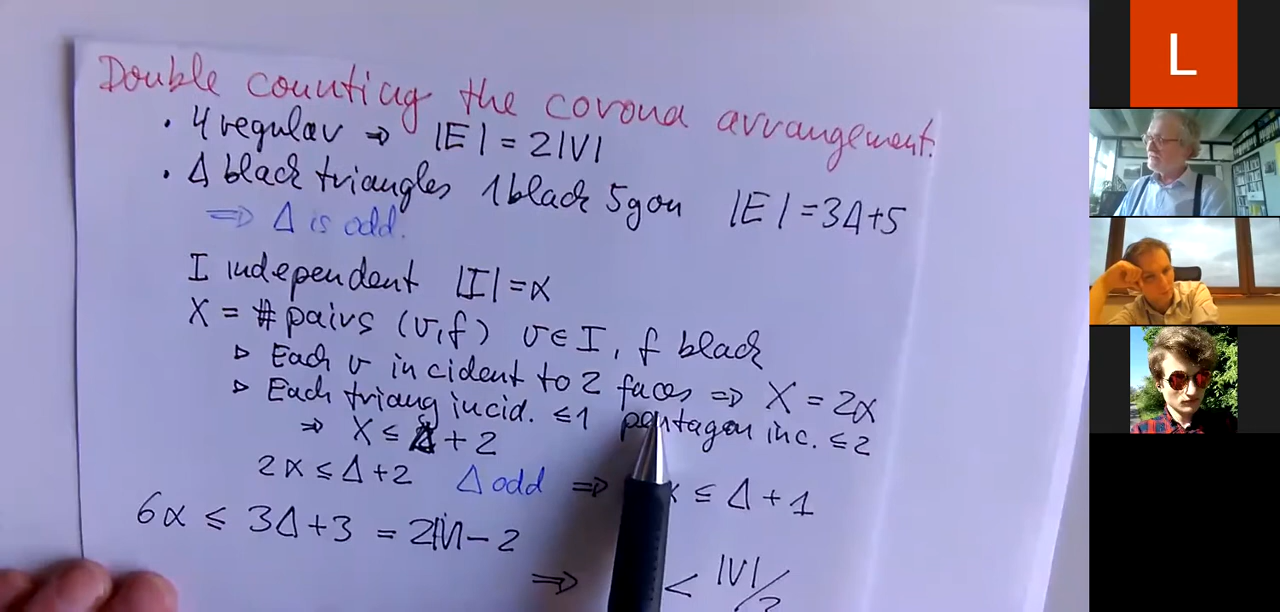 Double counting the corona arrangement.
• 4 regular ⇒ |E| = 2|V|
• Δ black triangles 1 black 5gon |E| = 3Δ+5
⇒ Δ is odd.
I independent |I| = α
X = # pairs (v,f) v ∈ I, f black
▷ Each v incident to 2 faces ⇒ X = 2α
▷ Each triang incid. ≤ 1 pentagon inc. ≤ 2
⇒ X ≤ Δ + 2
2α ≤ Δ + 2 Δ odd ⇒ α ≤ Δ + 1
6α ≤ 3Δ + 3 = 2|V| − 2
⇒ < |V|/3
L